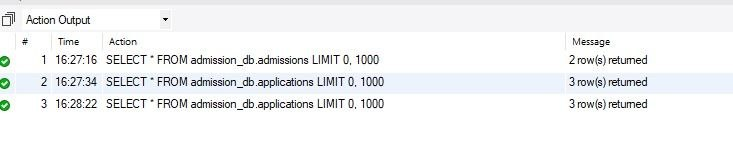 Action Output
# Time Action Message
1 16:27:16 SELECT * FROM admission_db.admissions LIMIT 0, 1000 2 row(s) returned
2 16:27:34 SELECT * FROM admission_db.applications LIMIT 0, 1000 3 row(s) returned
3 16:28:22 SELECT * FROM admission_db.applications LIMIT 0, 1000 3 row(s) returned